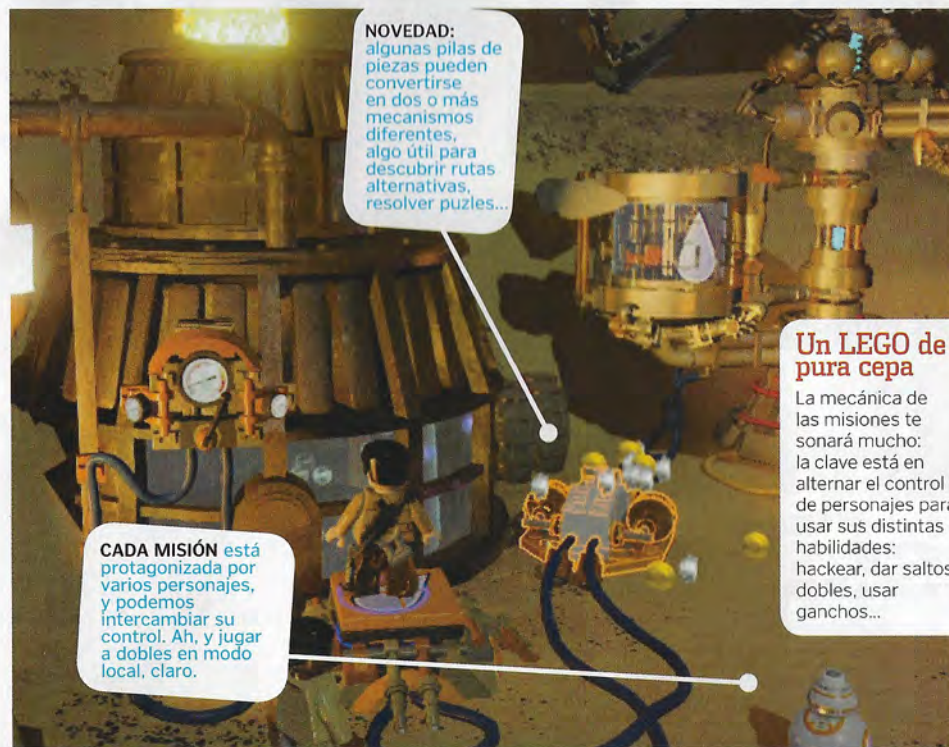 NOVEDAD:
algunas pilas de
piezas pueden
convertirse
en dos o más
mecanismos
diferentes,
algo útil para
descubrir rutas
alternativas,
resolver puzles...
CADA MISIÓN está
protagonizada por
varios personajes,
y podemos
intercambiar su
control. Ah, y jugar
a dobles en modo
local, claro.
Un LEGO de
pura cepa
La mecánica de
las misiones te
sonará mucho:
la clave está en
alternar el control
de personajes para
usar sus distintas
habilidades:
hackear, dar saltos
dobles, usar
ganchos...